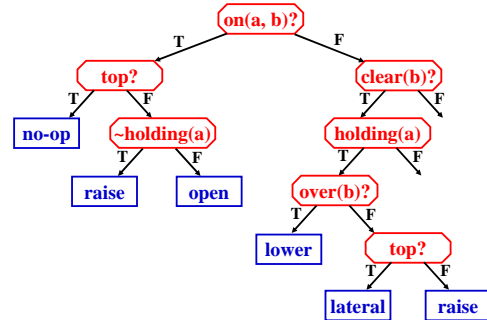 on(a, b)?
T
F
top?
clear(b)?
T
F
T
F
no-op
~holding(a)
holding(a)
T
F
T
F
raise
open
over(b)?
T
F
lower
top?
T
F
lateral
raise